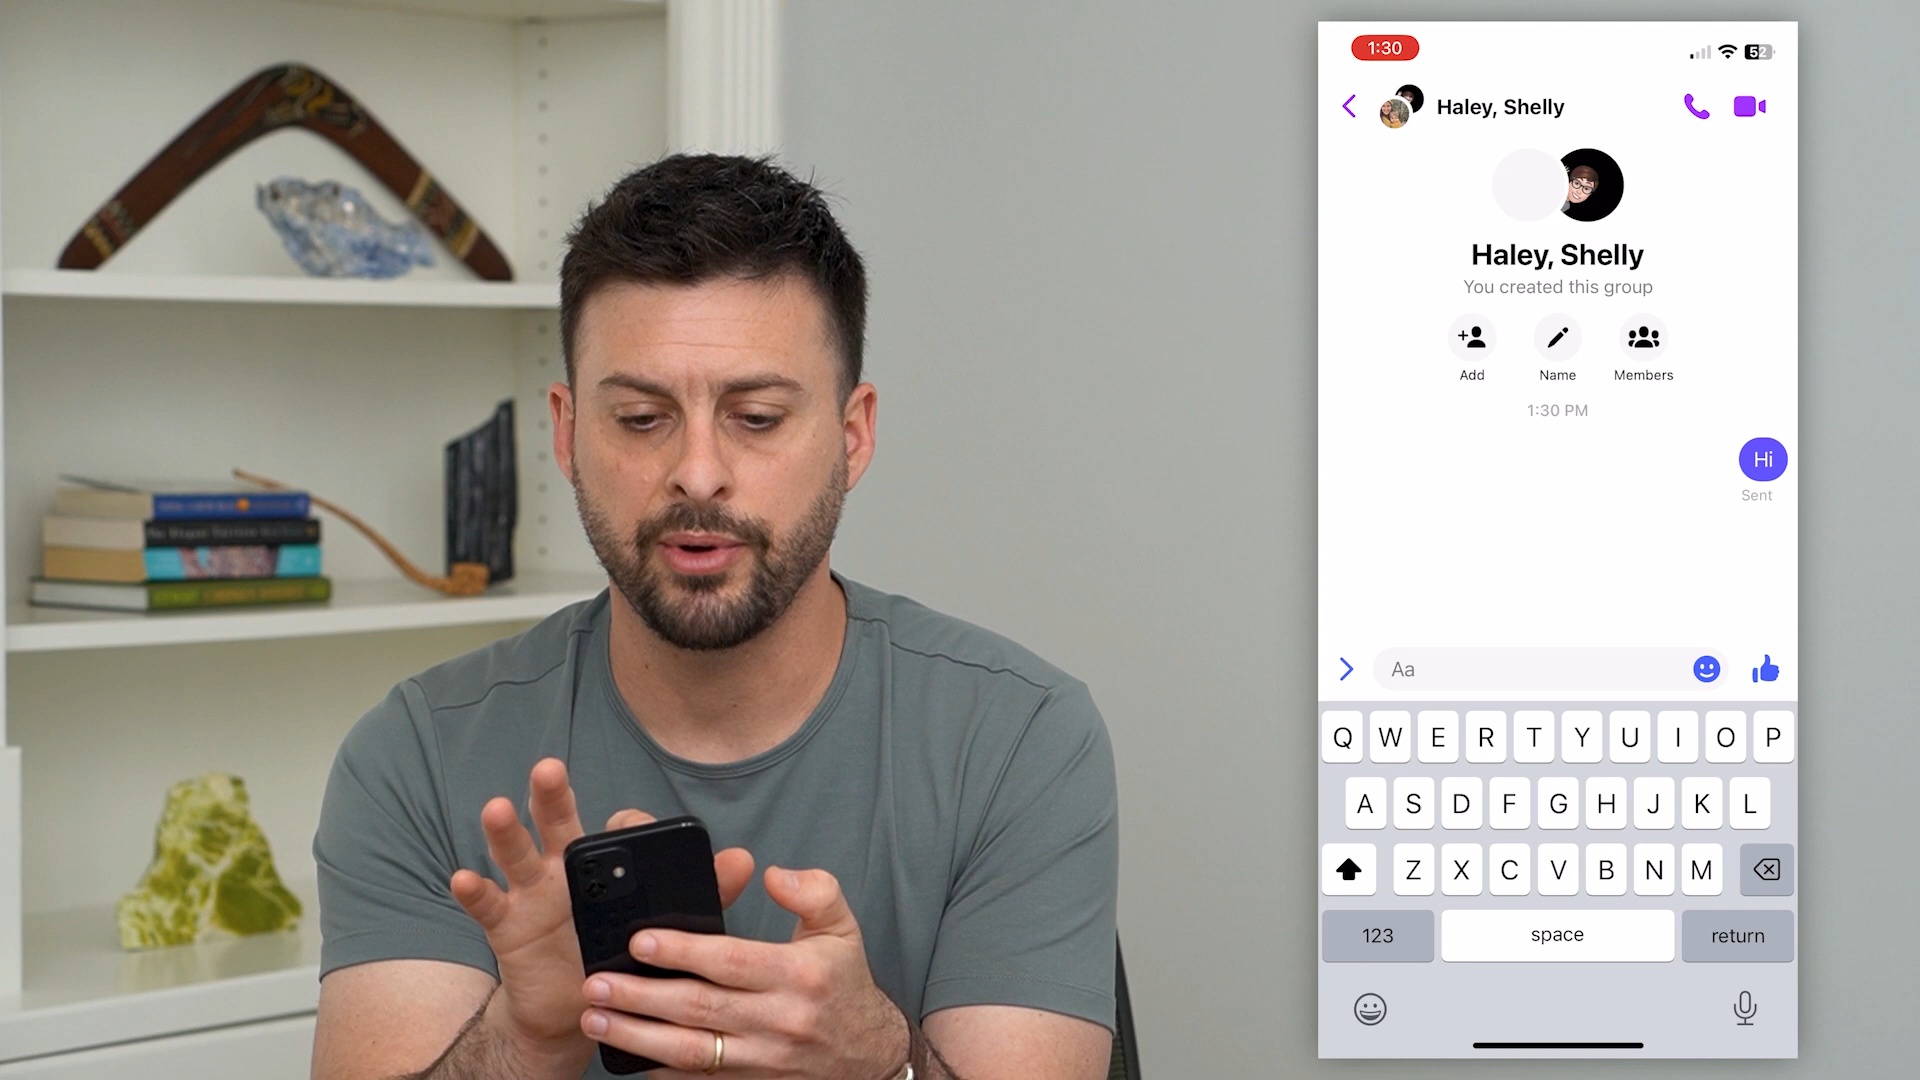 1:30
52
Haley, Shelly
Haley, Shelly
You created this group
Add Name Members
1:30 PM
Hi
Sent
Aa
Q W E R T Y U I O P
A S D F G H J K L
Z X C V B N M
123 space return